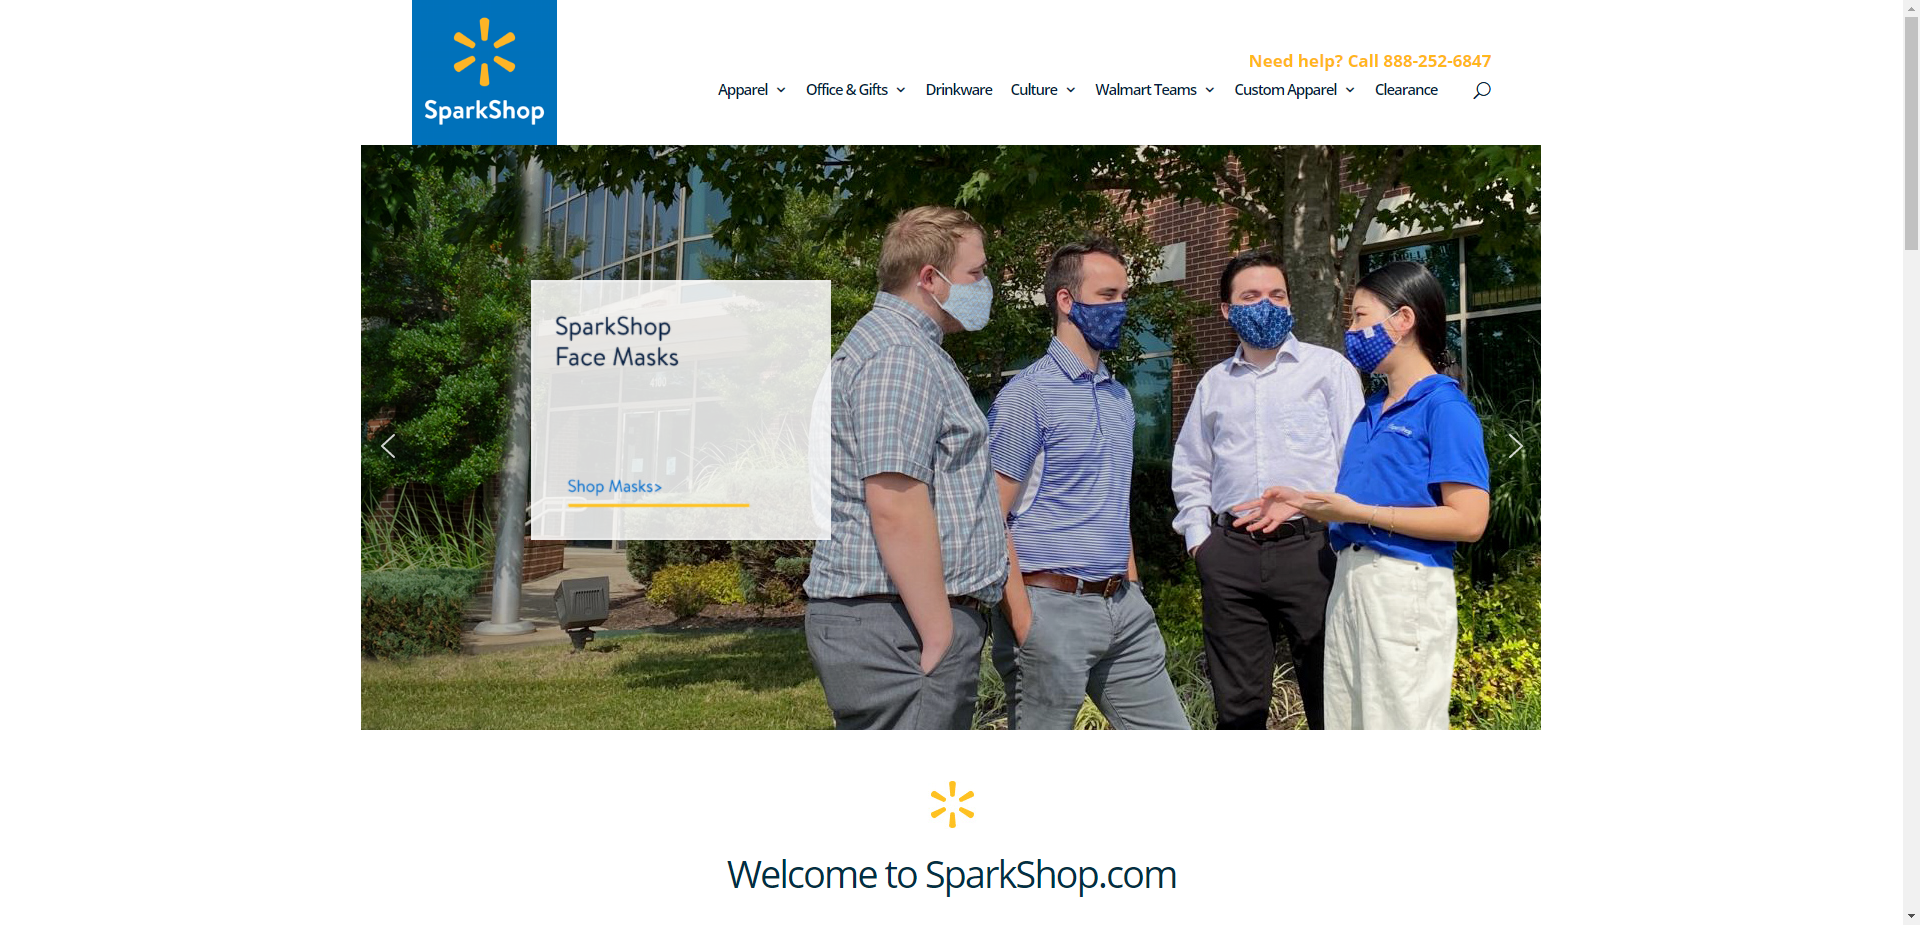 SparkShop
Need help? Call 888-252-6847
Apparel Office & Gifts Drinkware Culture Walmart Teams Custom Apparel Clearance
SparkShop
Face Masks
Shop Masks>
Welcome to SparkShop.com